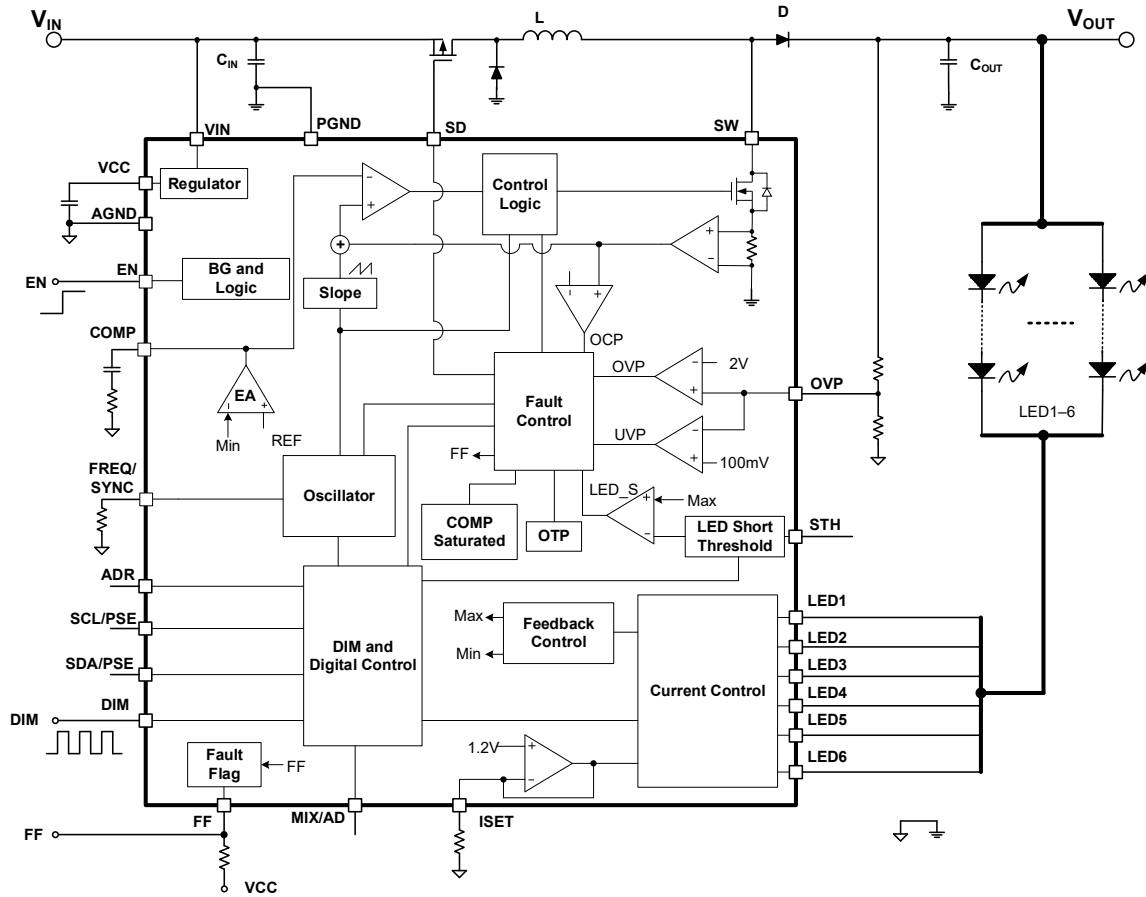 VIN
L
D
VOUT
CIN
COUT
VIN
PGND
SD
SW
VCC
Regulator
AGND
Control
Logic
+
-
+
+
-
EN
EN
BG and
Logic
Slope
-
+
OCP
COMP
EA
-
+
Min
REF
Fault
Control
OVP
-
+
2V
OVP
UVP
-
+
100mV
FF
LED1–6
FREQ/
SYNC
Oscillator
COMP
Saturated
OTP
LED_S
+
-
Max
LED Short
Threshold
STH
ADR
SCL/PSE
SDA/PSE
DIM
DIM
DIM and
Digital Control
Max
Min
Feedback
Control
Current Control
LED1
LED2
LED3
LED4
LED5
LED6
1.2V
+
-
Fault
Flag
FF
FF
FF
MIX/AD
ISET
VCC